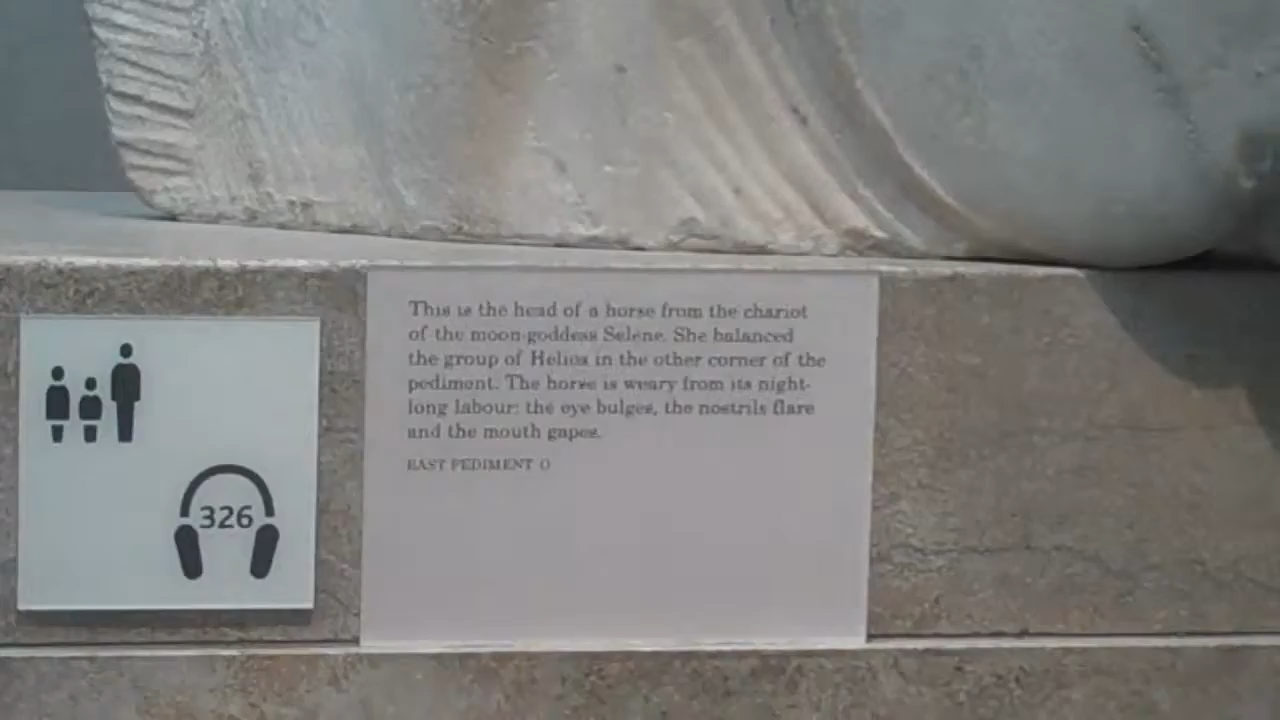 This is the head of a horse from the chariot
of the moon-goddess Selene. She balanced
the group of Helios in the other corner of the
pediment. The horse is weary from its night-
long labour: the eye bulges, the nostrils flare
and the mouth gapes.
EAST PEDIMENT O
326